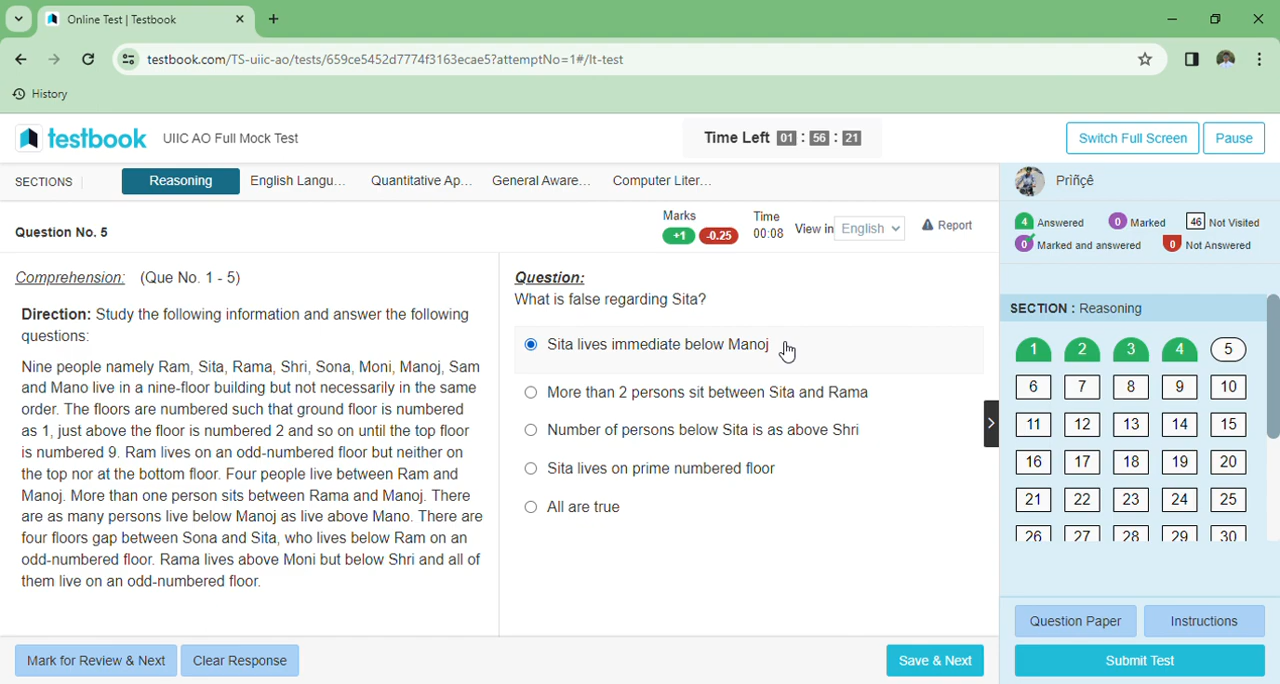 Online Test | Testbook
testbook.com/TS-uiic-ao/tests/659ce5452d7774f3163ecae5?attemptNo=1#/lt-test
History
testbook UIIC AO Full Mock Test Time Left 01 : 56 : 21 Switch Full Screen Pause
SECTIONS Reasoning English Langu... Quantitative Ap... General Aware... Computer Liter... Prïñçê
Question No. 5 Marks +1 -0.25 Time 00:08 View in English Report
4 Answered 0 Marked 46 Not Visited
0 Marked and answered 0 Not Answered
Comprehension: (Que No. 1 - 5)
Direction: Study the following information and answer the following
questions:
Nine people namely Ram, Sita, Rama, Shri, Sona, Moni, Manoj, Sam
and Mano live in a nine-floor building but not necessarily in the same
order. The floors are numbered such that ground floor is numbered
as 1, just above the floor is numbered 2 and so on until the top floor
is numbered 9. Ram lives on an odd-numbered floor but neither on
the top nor at the bottom floor. Four people live between Ram and
Manoj. More than one person sits between Rama and Manoj. There
are as many persons live below Manoj as live above Mano. There are
four floors gap between Sona and Sita, who lives below Ram on an
odd-numbered floor. Rama lives above Moni but below Shri and all of
them live on an odd-numbered floor.
Question:
What is false regarding Sita?
Sita lives immediate below Manoj
More than 2 persons sit between Sita and Rama
Number of persons below Sita is as above Shri
Sita lives on prime numbered floor
All are true
SECTION : Reasoning
1 2 3 4 5
6 7 8 9 10
11 12 13 14 15
16 17 18 19 20
21 22 23 24 25
26 27 28 29 30
Question Paper Instructions
Mark for Review & Next Clear Response Save & Next Submit Test